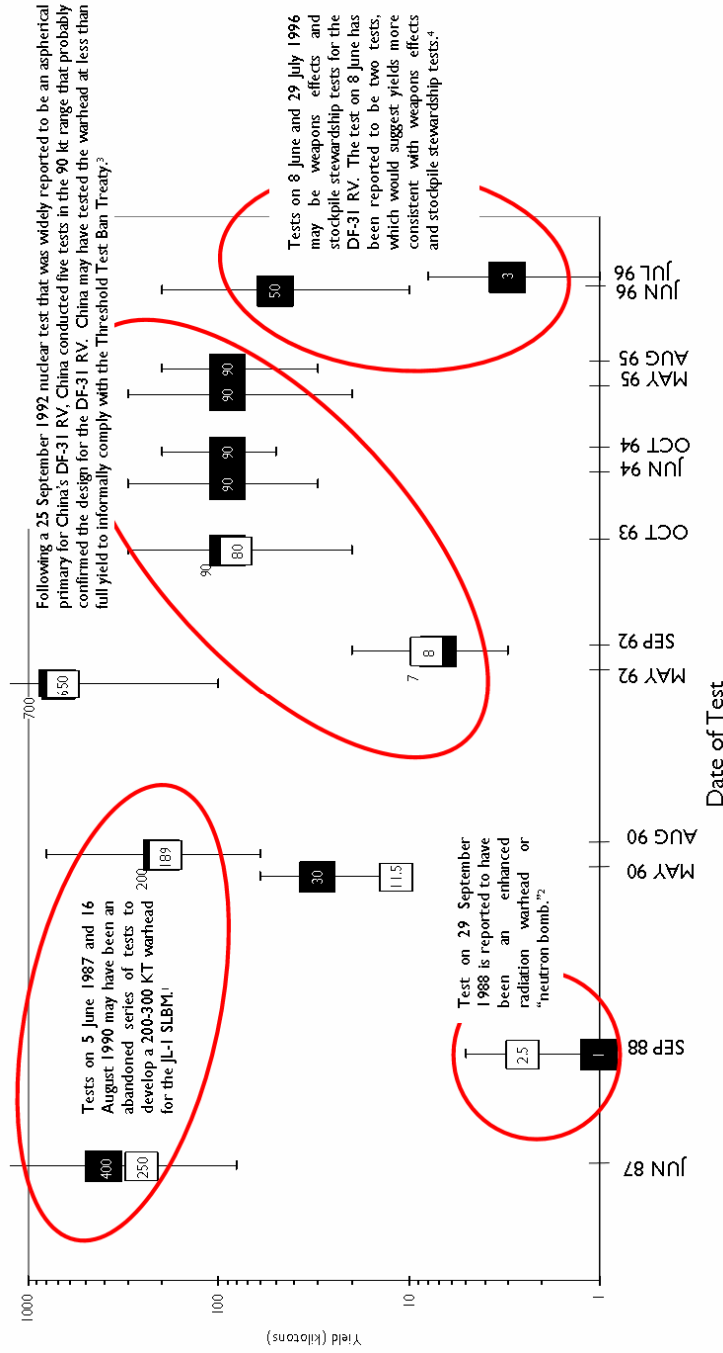 Following a 25 September 1992 nuclear test that was widely reported to be an aspherical
primary for China's DF-31 RV, China conducted five tests in the 90 kt range that probably
confirmed the design for the DF-31 RV. China may have tested the warhead at less than
full yield to informally comply with the Threshold Test Ban Treaty.³
Tests on 5 June 1987 and 16
August 1990 may have been an
abandoned series of tests to
develop a 200-300 KT warhead
for the JL-1 SLBM.¹
Tests on 8 June and 29 July 1996
may be weapons effects and
stockpile stewardship tests for the
DF-31 RV. The test on 8 June has
been reported to be two tests,
which would suggest yields more
consistent with weapons effects
and stockpile stewardship tests.⁴
Test on 29 September
1988 is reported to have
been an enhanced
radiation warhead or
"neutron bomb."²
Yield (kilotons)
1000
100
10
1
400
250
2.5
1
30
11.5
200
189
700
650
7
8
90
80
90
90
90
90
50
3
JUN 87
SEP 88
MAY 90
AUG 90
MAY 92
SEP 92
OCT 93
JUN 94
OCT 94
MAY 95
AUG 95
JUN 96
JUL 96
Date of Test